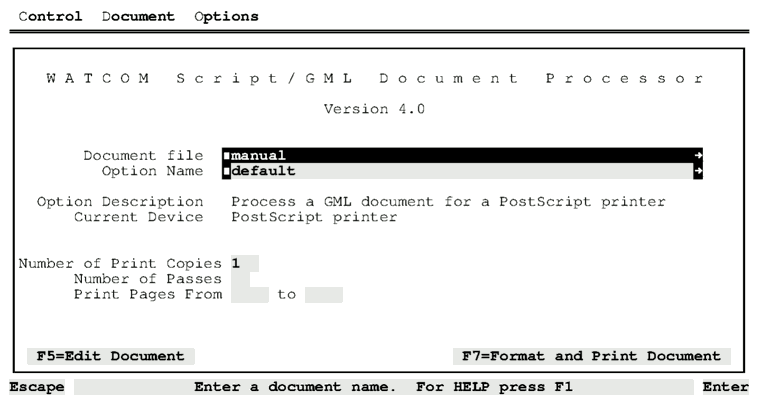 Control Document Options
WATCOM Script/GML Document Processor
Version 4.0
Document file manual
Option Name default
Option Description Process a GML document for a PostScript printer
Current Device PostScript printer
Number of Print Copies 1
Number of Passes
Print Pages From to
F5=Edit Document F7=Format and Print Document
Escape Enter a document name. For HELP press F1 Enter